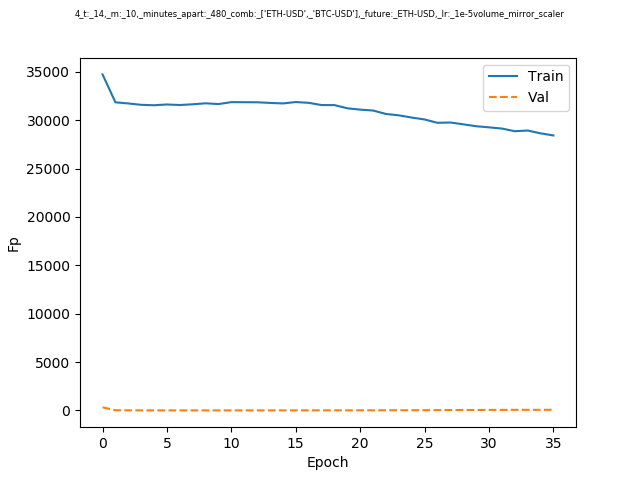 4_t:_14,_m:_10,_minutes_apart:_480_comb:_['ETH-USD',_'BTC-USD'],_future:_ETH-USD,_lr:_1e-5volume_mirror_scaler
Train
Val
35000
30000
25000
20000
15000
10000
5000
0
Fp
0 5 10 15 20 25 30 35
Epoch